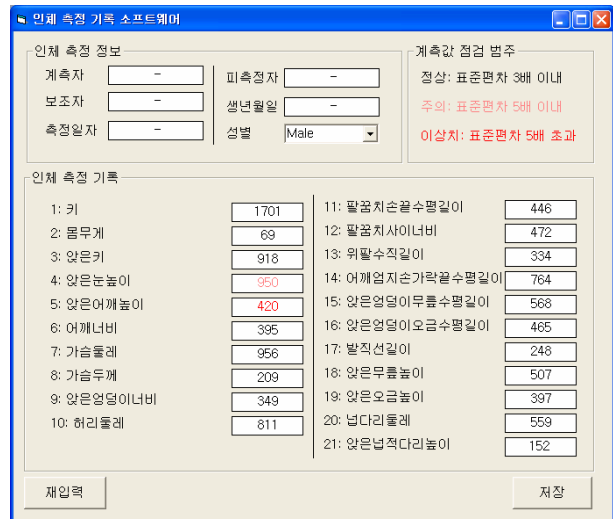 인체 측정 기록 소프트웨어
인체 측정 정보
계측자 -
보조자 -
측정일자 -
피측정자 -
생년월일 -
성별 Male
계측값 점검 범주
정상: 표준편차 3배 이내
주의: 표준편차 5배 이내
이상치: 표준편차 5배 초과
인체 측정 기록
1: 키 1701
2: 몸무게 69
3: 앉은키 918
4: 앉은눈높이 950
5: 앉은어깨높이 420
6: 어깨너비 395
7: 가슴둘레 956
8: 가슴두께 209
9: 앉은엉덩이너비 349
10: 허리둘레 811
11: 팔꿈치손끝수평길이 446
12: 팔꿈치사이너비 472
13: 위팔수직길이 334
14: 어깨엄지손가락끝수평길이 764
15: 앉은엉덩이무릎수평길이 568
16: 앉은엉덩이오금수평길이 465
17: 발직선길이 248
18: 앉은무릎높이 507
19: 앉은오금높이 397
20: 넙다리둘레 559
21: 앉은넙적다리높이 152
재입력
저장